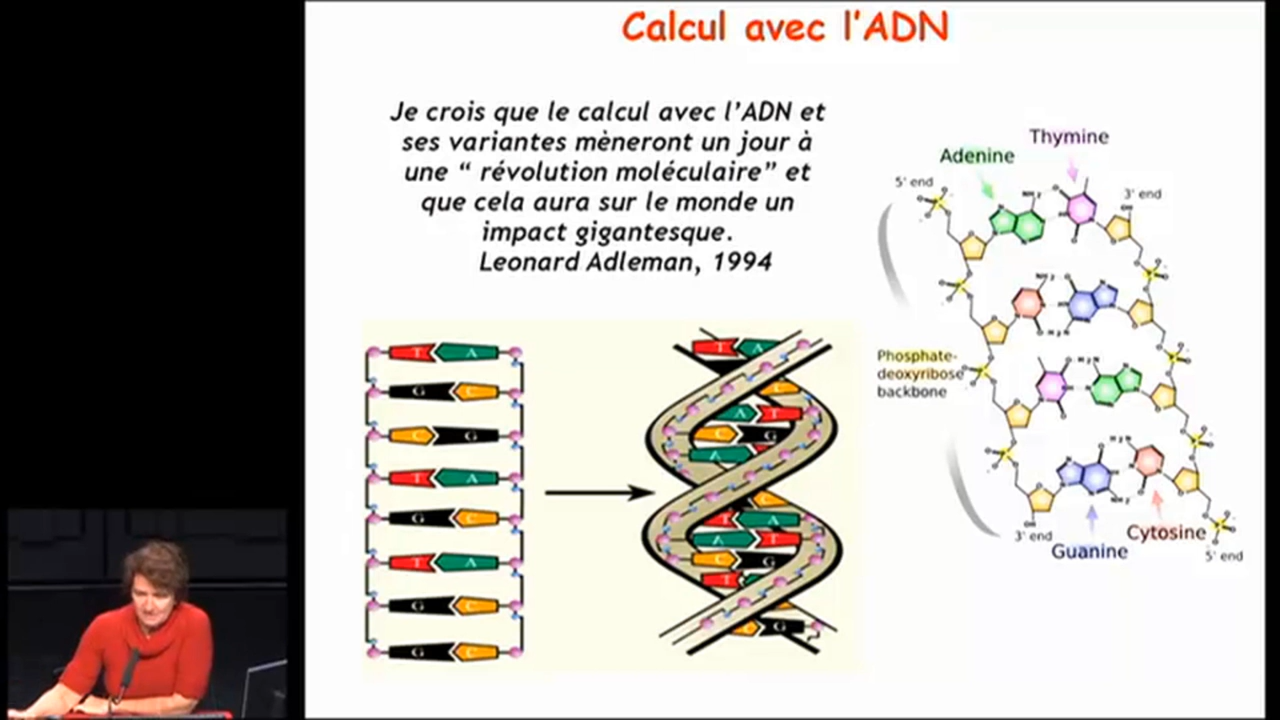 Calcul avec l'ADN
Je crois que le calcul avec l'ADN et
ses variantes mèneront un jour à
une “ révolution moléculaire” et
que cela aura sur le monde un
impact gigantesque.
Leonard Adleman, 1994
Thymine
Adenine
5' end
3' end
Phosphate-
deoxyribose
backbone
3' end
Cytosine
Guanine
5' end
T A
G C
C G
T A
G C
T A
G C
G C
T A
C
A T
C G
A
C
T A
A T
C G
T
C G